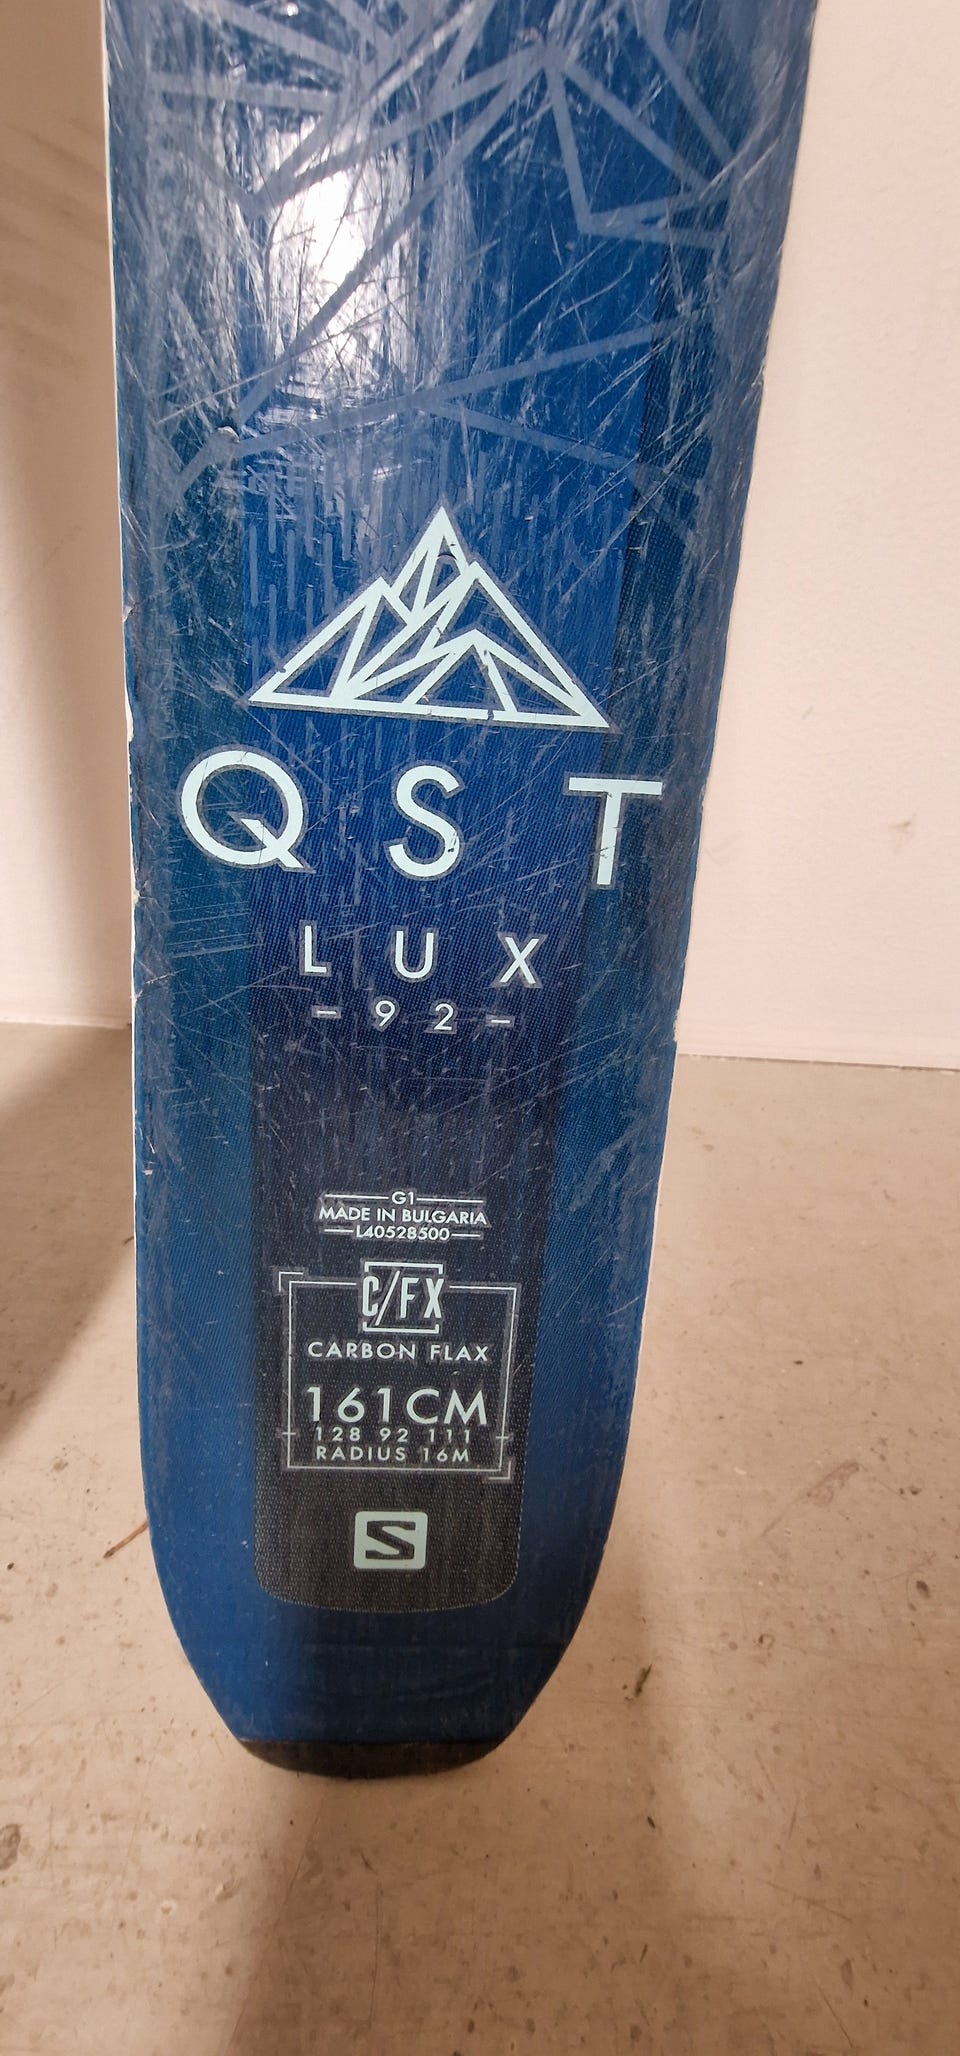 QST
LUX
- 92 -
G1
MADE IN BULGARIA
L40528500
C/FX
CARBON FLAX
161CM
128 92 111
RADIUS 16M
S